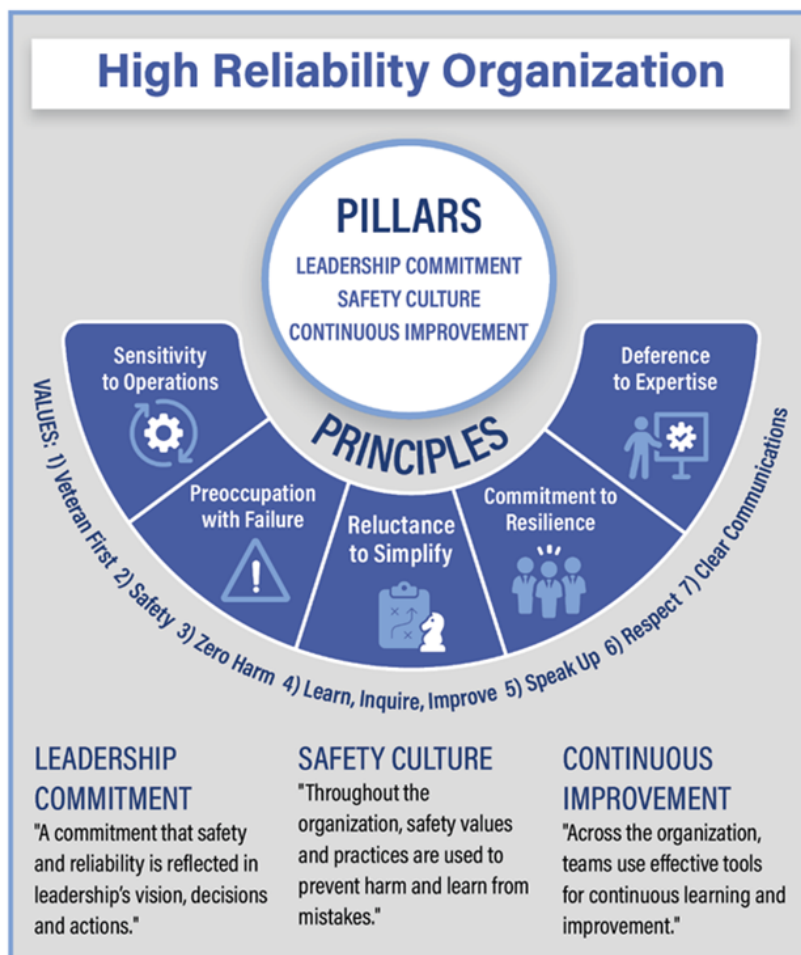 High Reliability Organization
PILLARS
LEADERSHIP COMMITMENT
SAFETY CULTURE
CONTINUOUS IMPROVEMENT
PRINCIPLES
Sensitivity
to Operations
Preoccupation
with Failure
Reluctance
to Simplify
Commitment to
Resilience
Deference
to Expertise
VALUES: 1) Veteran First 2) Safety 3) Zero Harm 4) Learn, Inquire, Improve 5) Speak Up 6) Respect 7) Clear Communications
LEADERSHIP
COMMITMENT
"A commitment that safety
and reliability is reflected in
leadership's vision, decisions
and actions."
SAFETY CULTURE
"Throughout the
organization, safety values
and practices are used to
prevent harm and learn from
mistakes."
CONTINUOUS
IMPROVEMENT
"Across the organization,
teams use effective tools
for continuous learning and
improvement."